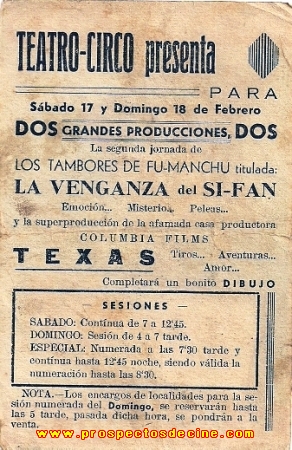 TEATRO-CIRCO presenta
PARA
Sábado 17 y Domingo 18 de Febrero
DOS GRANDES PRODUCCIONES, DOS
La segunda jornada de
LOS TAMBORES DE FU-MANCHU titulada:
LA VENGANZA del SI-FAN
Emoción... Misterio. Peleas...
y la superproducción de la afamada casa productora
COLUMBIA FILMS
TEXAS Tiros... Aventuras...
Amor...
Completará un bonito DIBUJO
SESIONES
SABADO: Contínua de 7 a 12'45.
DOMINGO: Sesión de 4 a 7 tarde.
ESPECIAL: Numerada a las 7'30 tarde y
contínua hasta 12'45 noche, siendo válida la
numeración hasta las 8'30.
NOTA.-Los encargos de localidades para la se-
sión numerada del Domingo, se reservarán hasta
las 5 tarde, pasada dicha hora, se pondrán a la
venta.
www.prospectosdecine.com